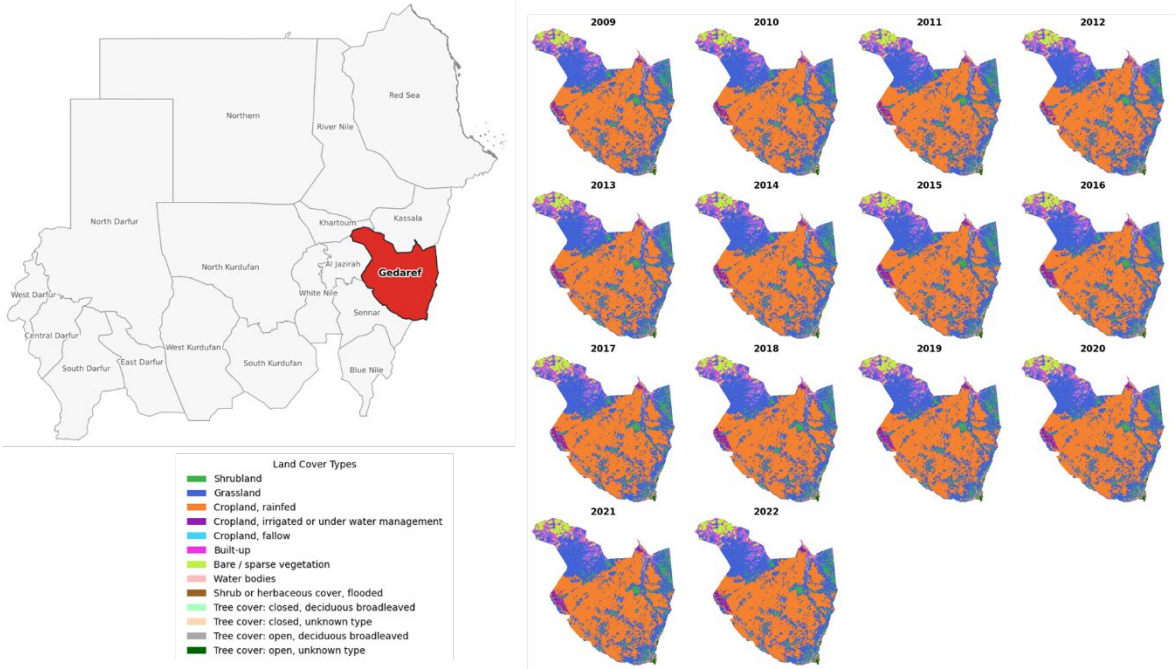 Red Sea
Northern
River Nile
North Darfur
Khartoum
Kassala
Al Jazirah
Gedaref
North Kurdufan
White Nile
West Darfur
Sennar
Central Darfur
West Kurdufan
East Darfur
South Kurdufan
South Darfur
Blue Nile
Land Cover Types
Shrubland
Grassland
Cropland, rainfed
Cropland, irrigated or under water management
Cropland, fallow
Built-up
Bare / sparse vegetation
Water bodies
Shrub or herbaceous cover, flooded
Tree cover: closed, deciduous broadleaved
Tree cover: closed, unknown type
Tree cover: open, deciduous broadleaved
Tree cover: open, unknown type
2009 2010 2011 2012
2013 2014 2015 2016
2017 2018 2019 2020
2021 2022